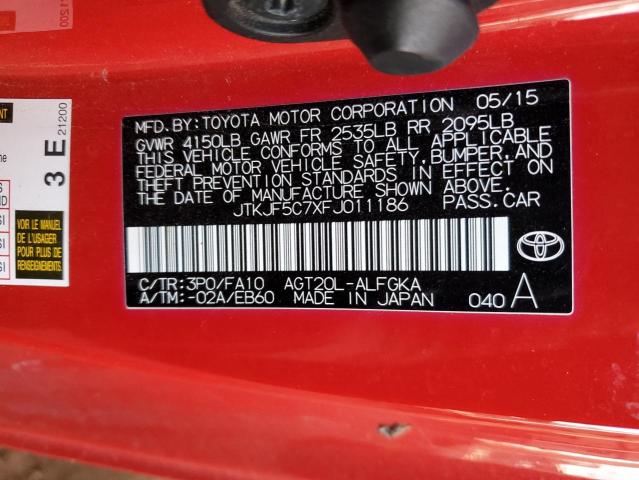 MFD. BY: TOYOTA MOTOR CORPORATION 05/15
GVWR 4150LB GAWR FR 2535LB RR 2095LB
THIS VEHICLE CONFORMS TO ALL APPLICABLE
FEDERAL MOTOR VEHICLE SAFETY, BUMPER, AND
THEFT PREVENTION STANDARDS IN EFFECT ON
THE DATE OF MANUFACTURE SHOWN ABOVE.
JTKJF5C7XFJ011186 PASS. CAR
C/TR: 3P0/FA10 AGT20L-ALFGKA
A/TM: -02A/EB60 MADE IN JAPAN 040 A
3 E
21200
VOIR MANUEL
DE L'USAGER
POUR PLUS DE
RENSEIGNEMENTS